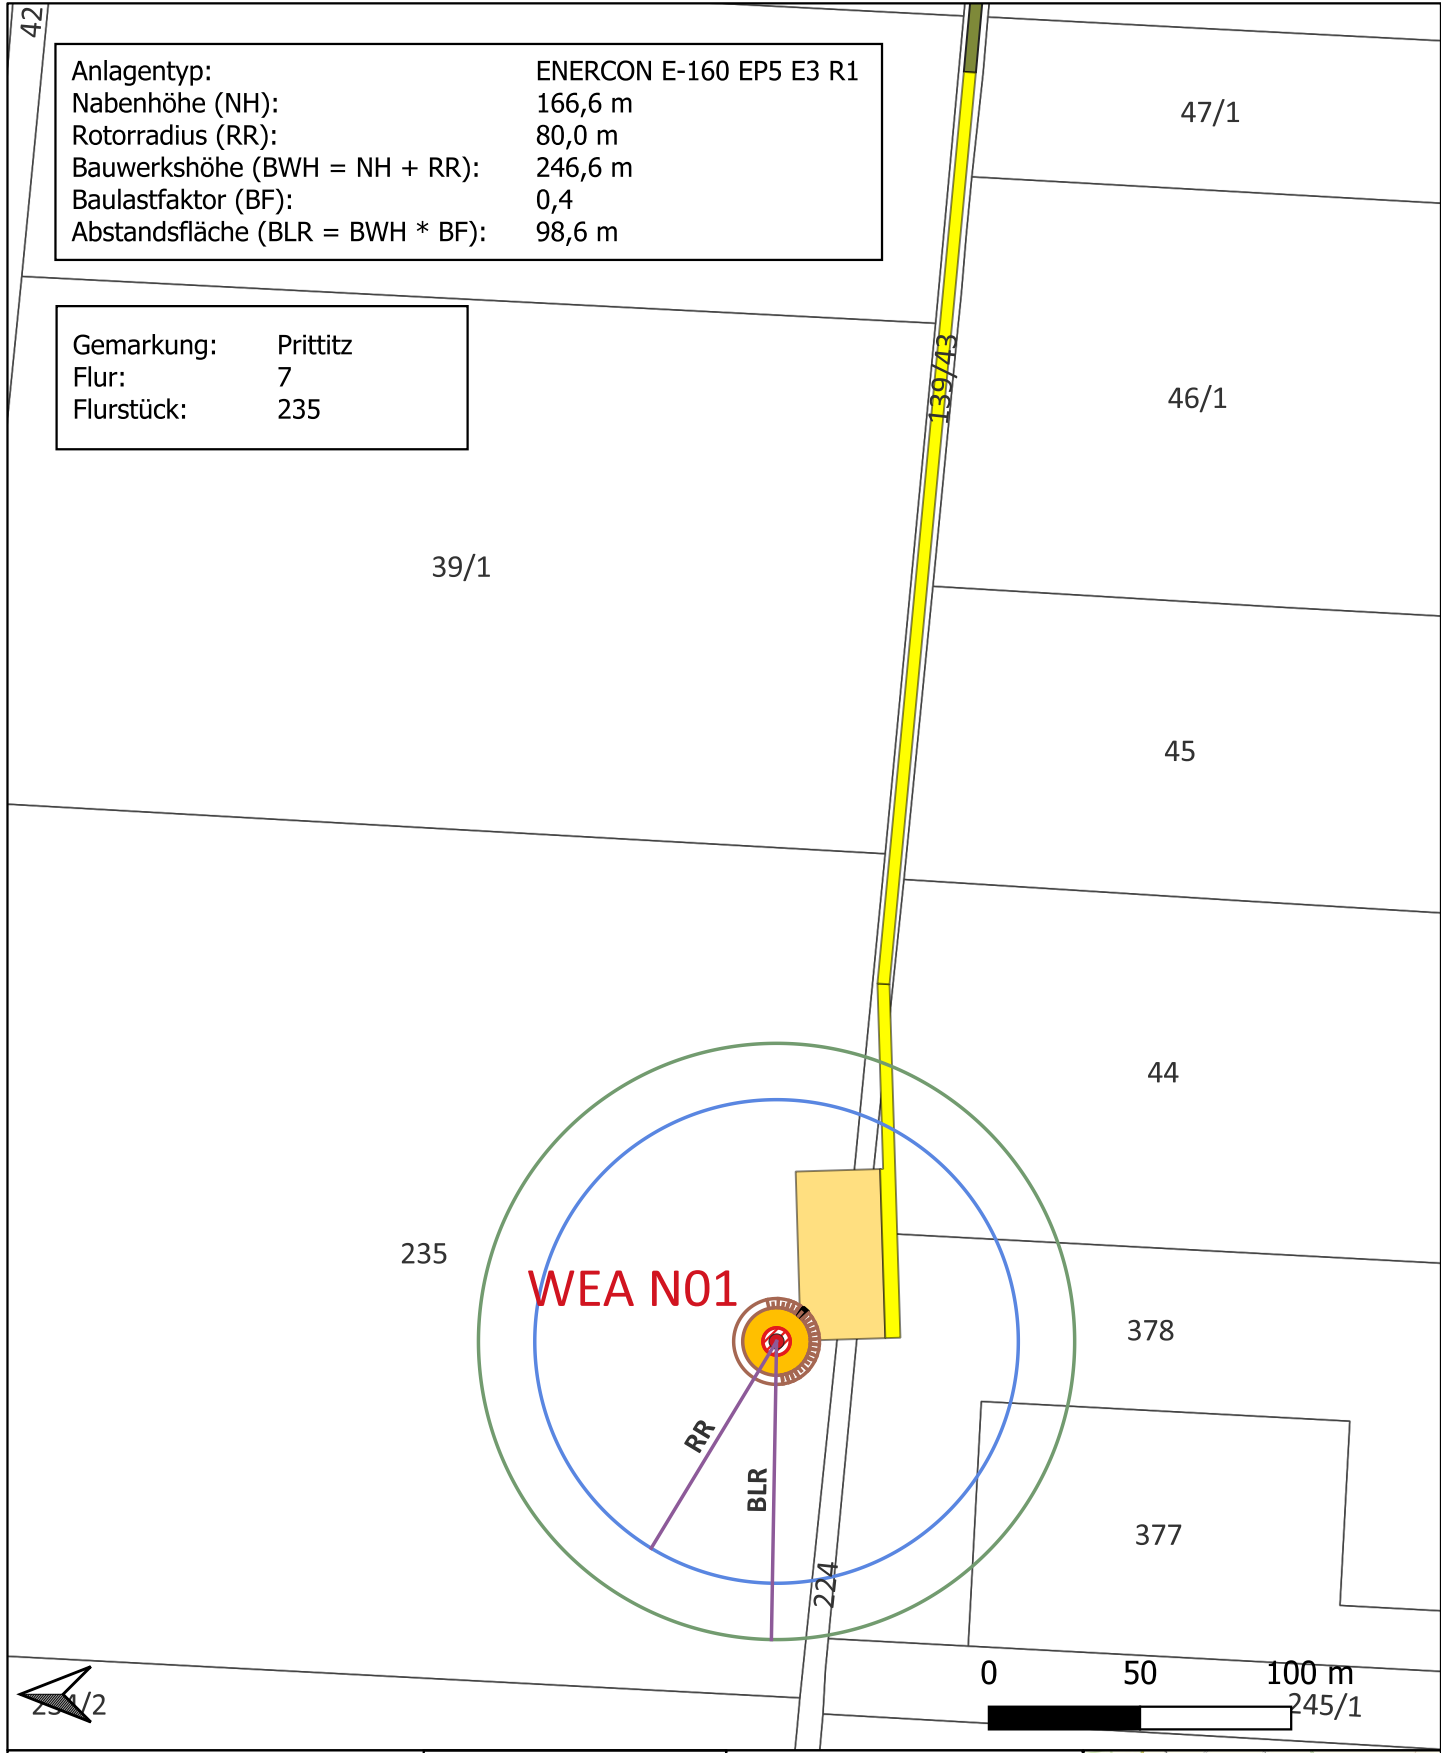 42
Anlagentyp: ENERCON E-160 EP5 E3 R1
Nabenhöhe (NH): 166,6 m
Rotorradius (RR): 80,0 m
Bauwerkshöhe (BWH = NH + RR): 246,6 m
Baulastfaktor (BF): 0,4
Abstandsfläche (BLR = BWH * BF): 98,6 m
47/1
Gemarkung: Prittitz
Flur: 7
Flurstück: 235
139/43
46/1
39/1
45
44
235
WEA N01
378
RR
BLR
377
224
0 50 100 m
245/1